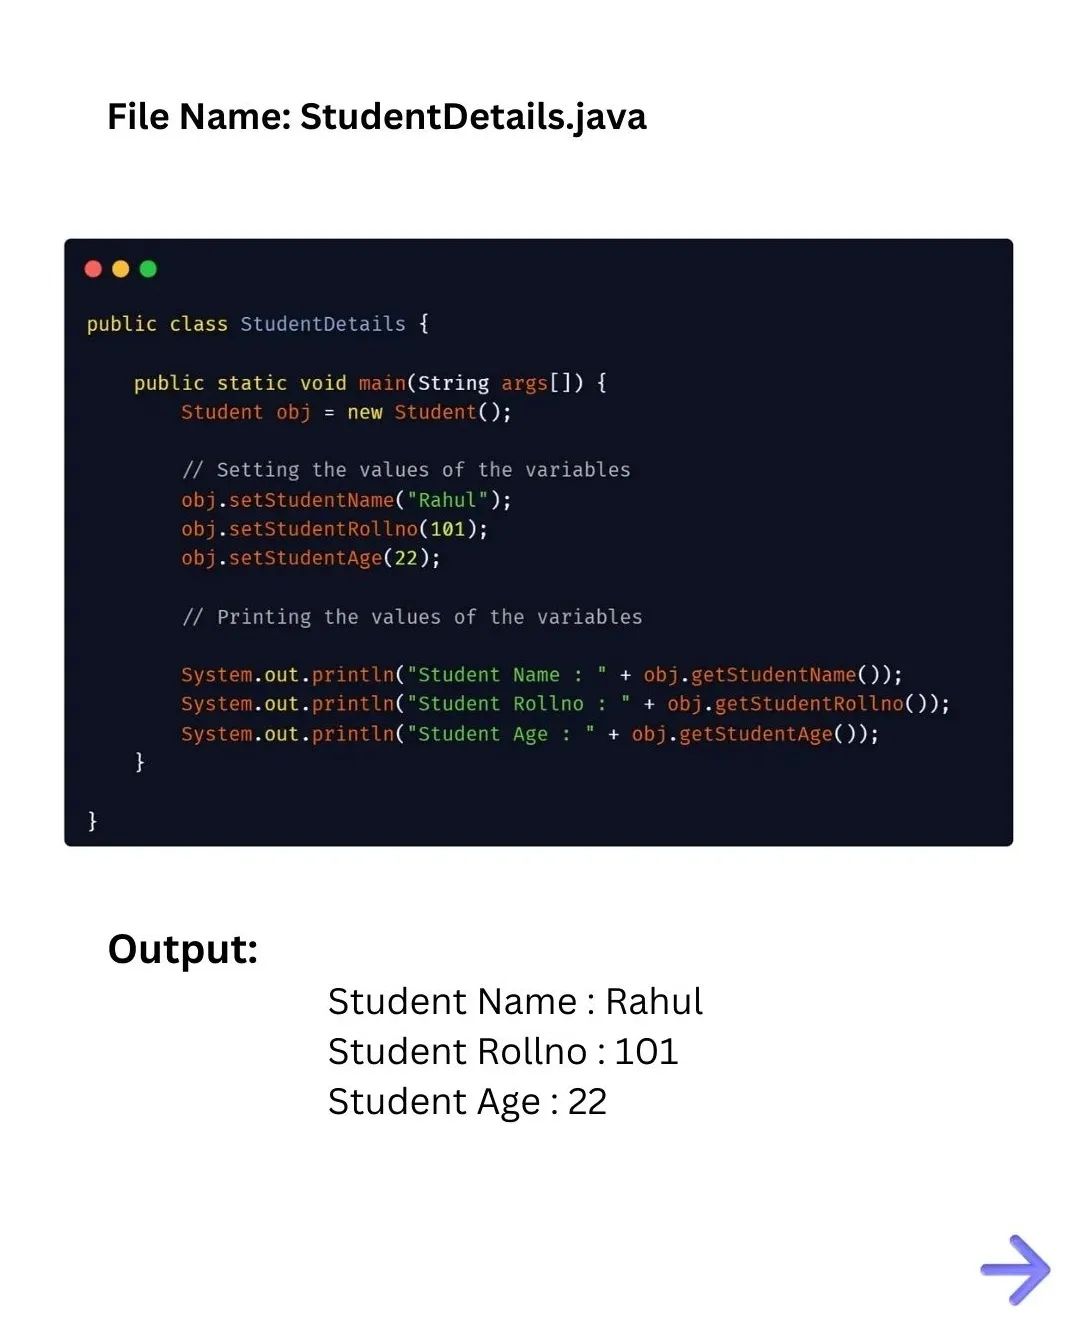 File Name: StudentDetails.java
public class StudentDetails {
public static void main(String args[]) {
Student obj = new Student();
// Setting the values of the variables
obj.setStudentName("Rahul");
obj.setStudentRollno(101);
obj.setStudentAge(22);
// Printing the values of the variables
System.out.println("Student Name : " + obj.getStudentName());
System.out.println("Student Rollno : " + obj.getStudentRollno());
System.out.println("Student Age : " + obj.getStudentAge());
}
}
Output:
Student Name : Rahul
Student Rollno : 101
Student Age : 22